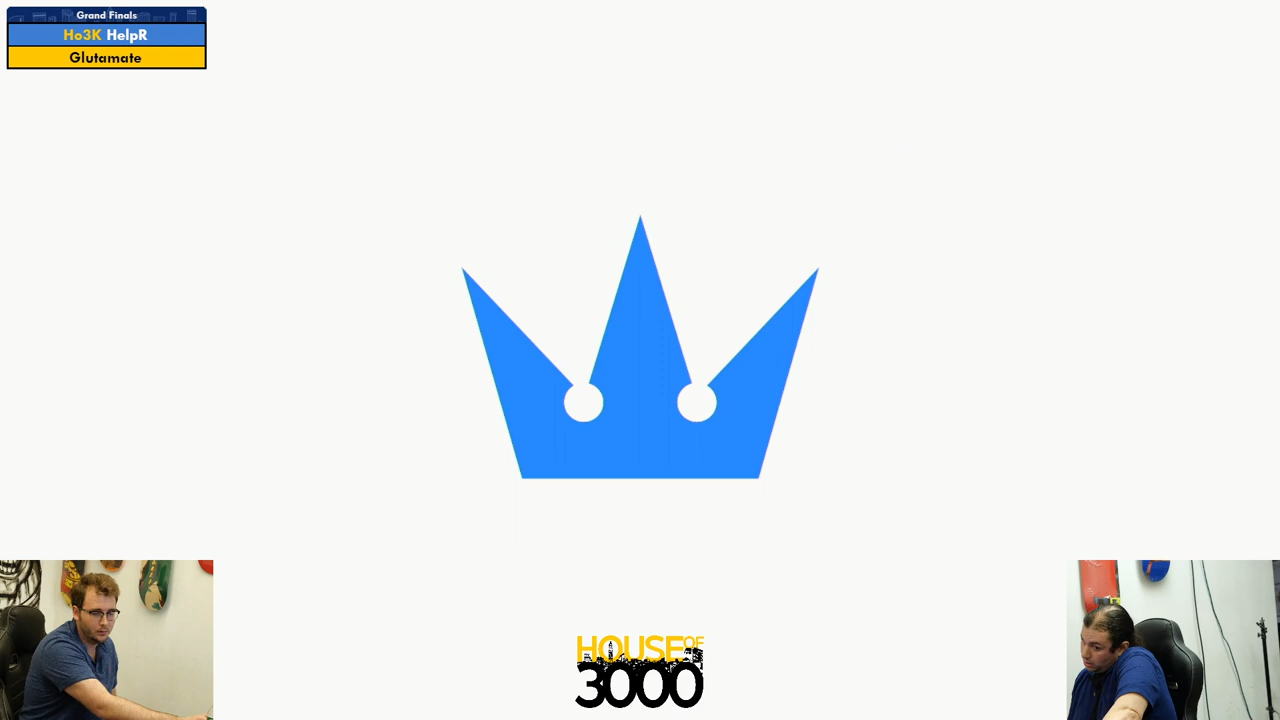 Grand Finals
Ho3K HelpR
Glutamate
HOUSE OF
3000